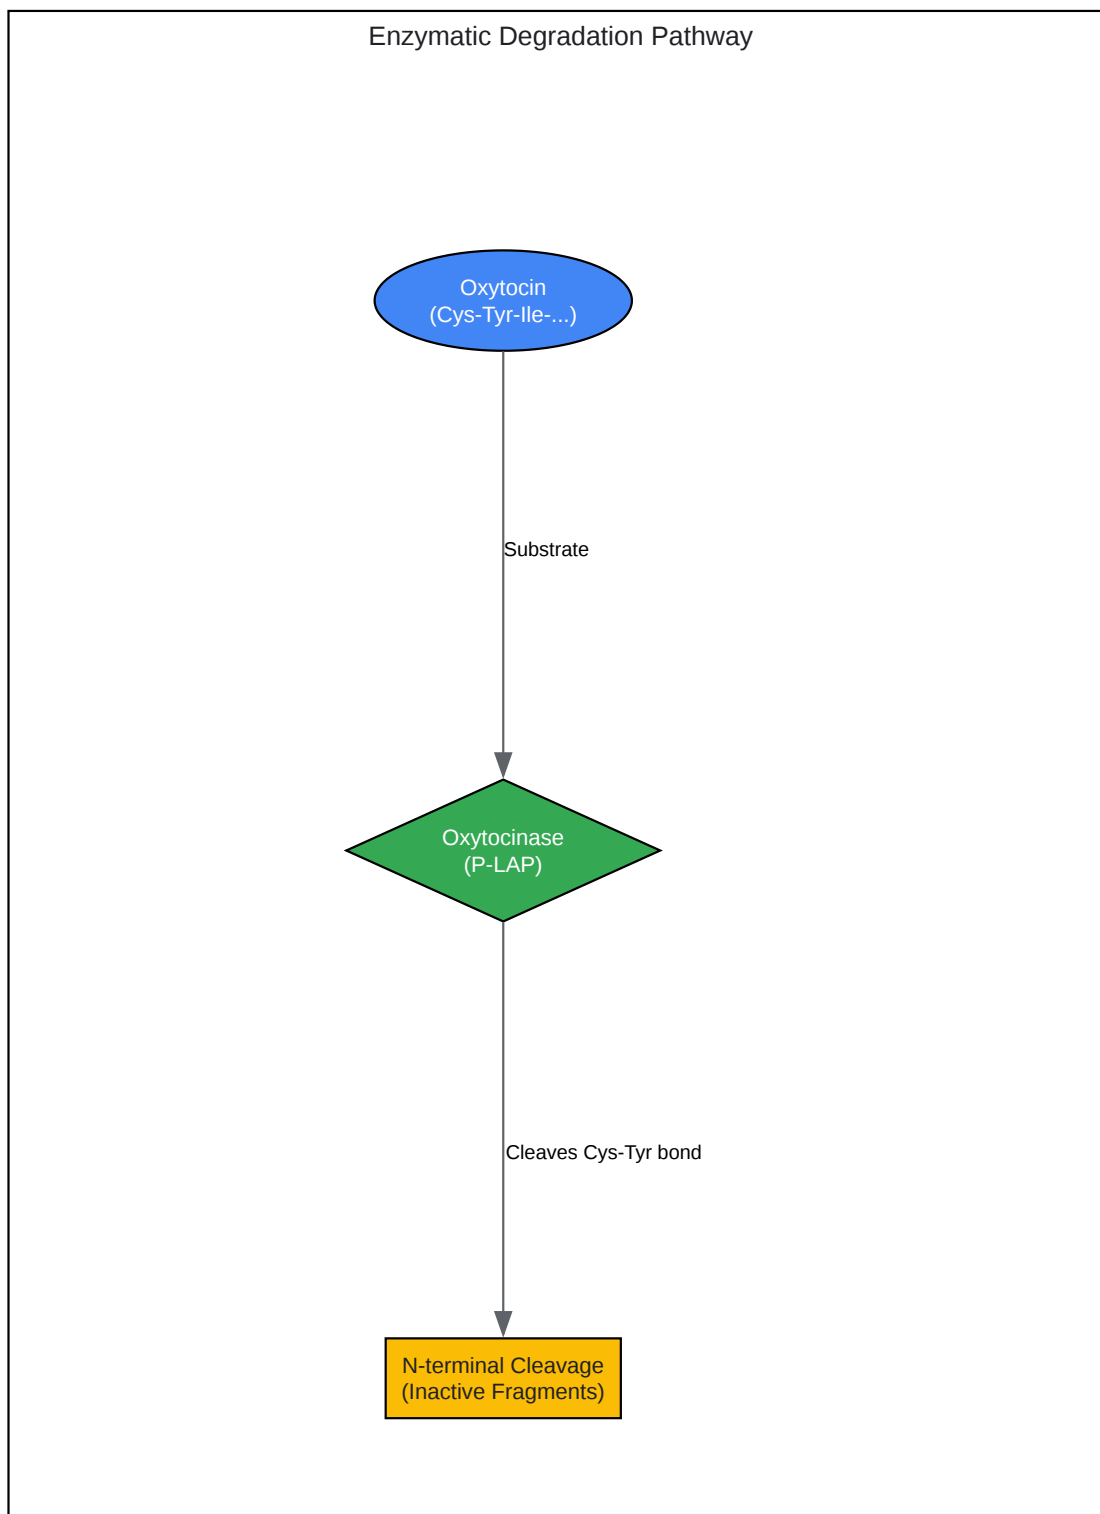 Enzymatic Degradation Pathway
Oxytocin
(Cys-Tyr-Ile-...)
Substrate
Oxytocinase
(P-LAP)
Cleaves Cys-Tyr bond
N-terminal Cleavage
(Inactive Fragments)